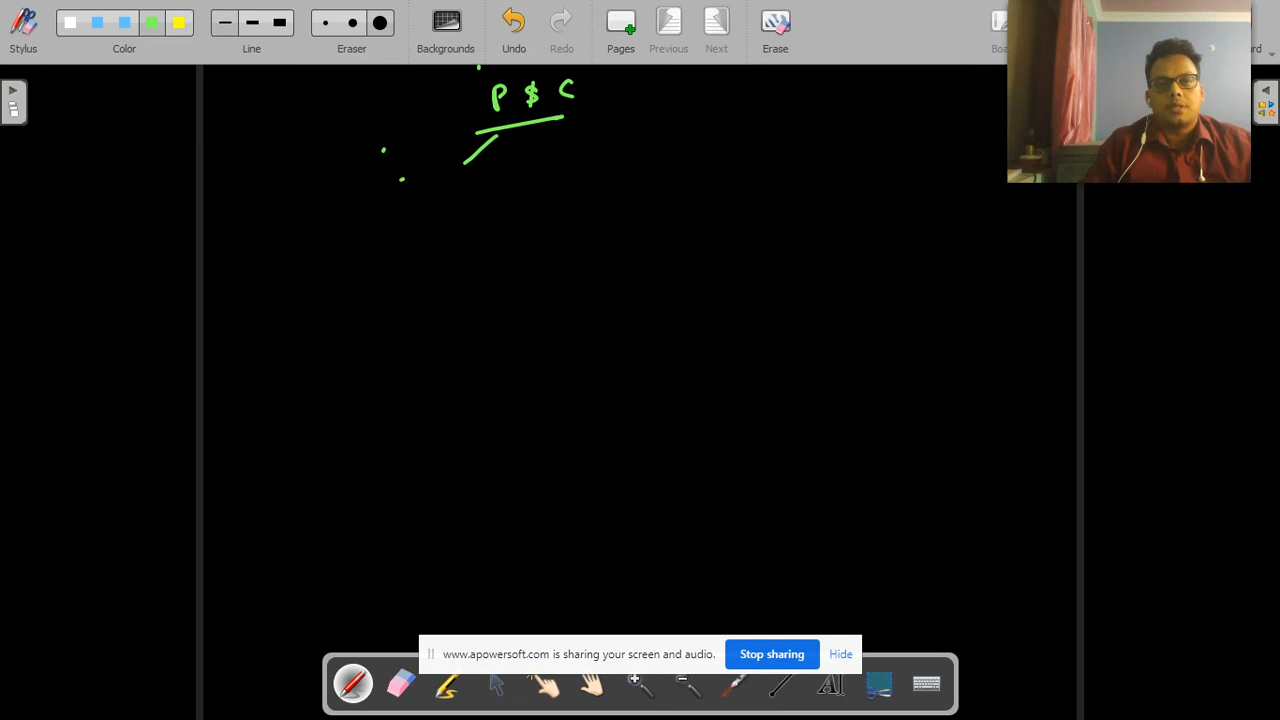 Stylus Color Line Eraser Backgrounds Undo Redo Pages Previous Next Erase
P $ C
www.apowersoft.com is sharing your screen and audio. Stop sharing Hide